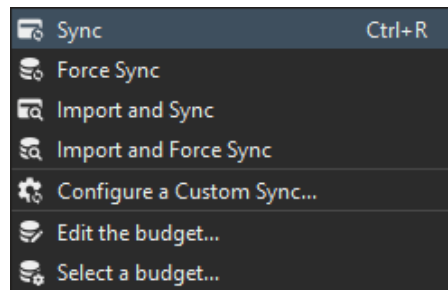 Sync Ctrl+R
Force Sync
Import and Sync
Import and Force Sync
Configure a Custom Sync...
Edit the budget...
Select a budget...